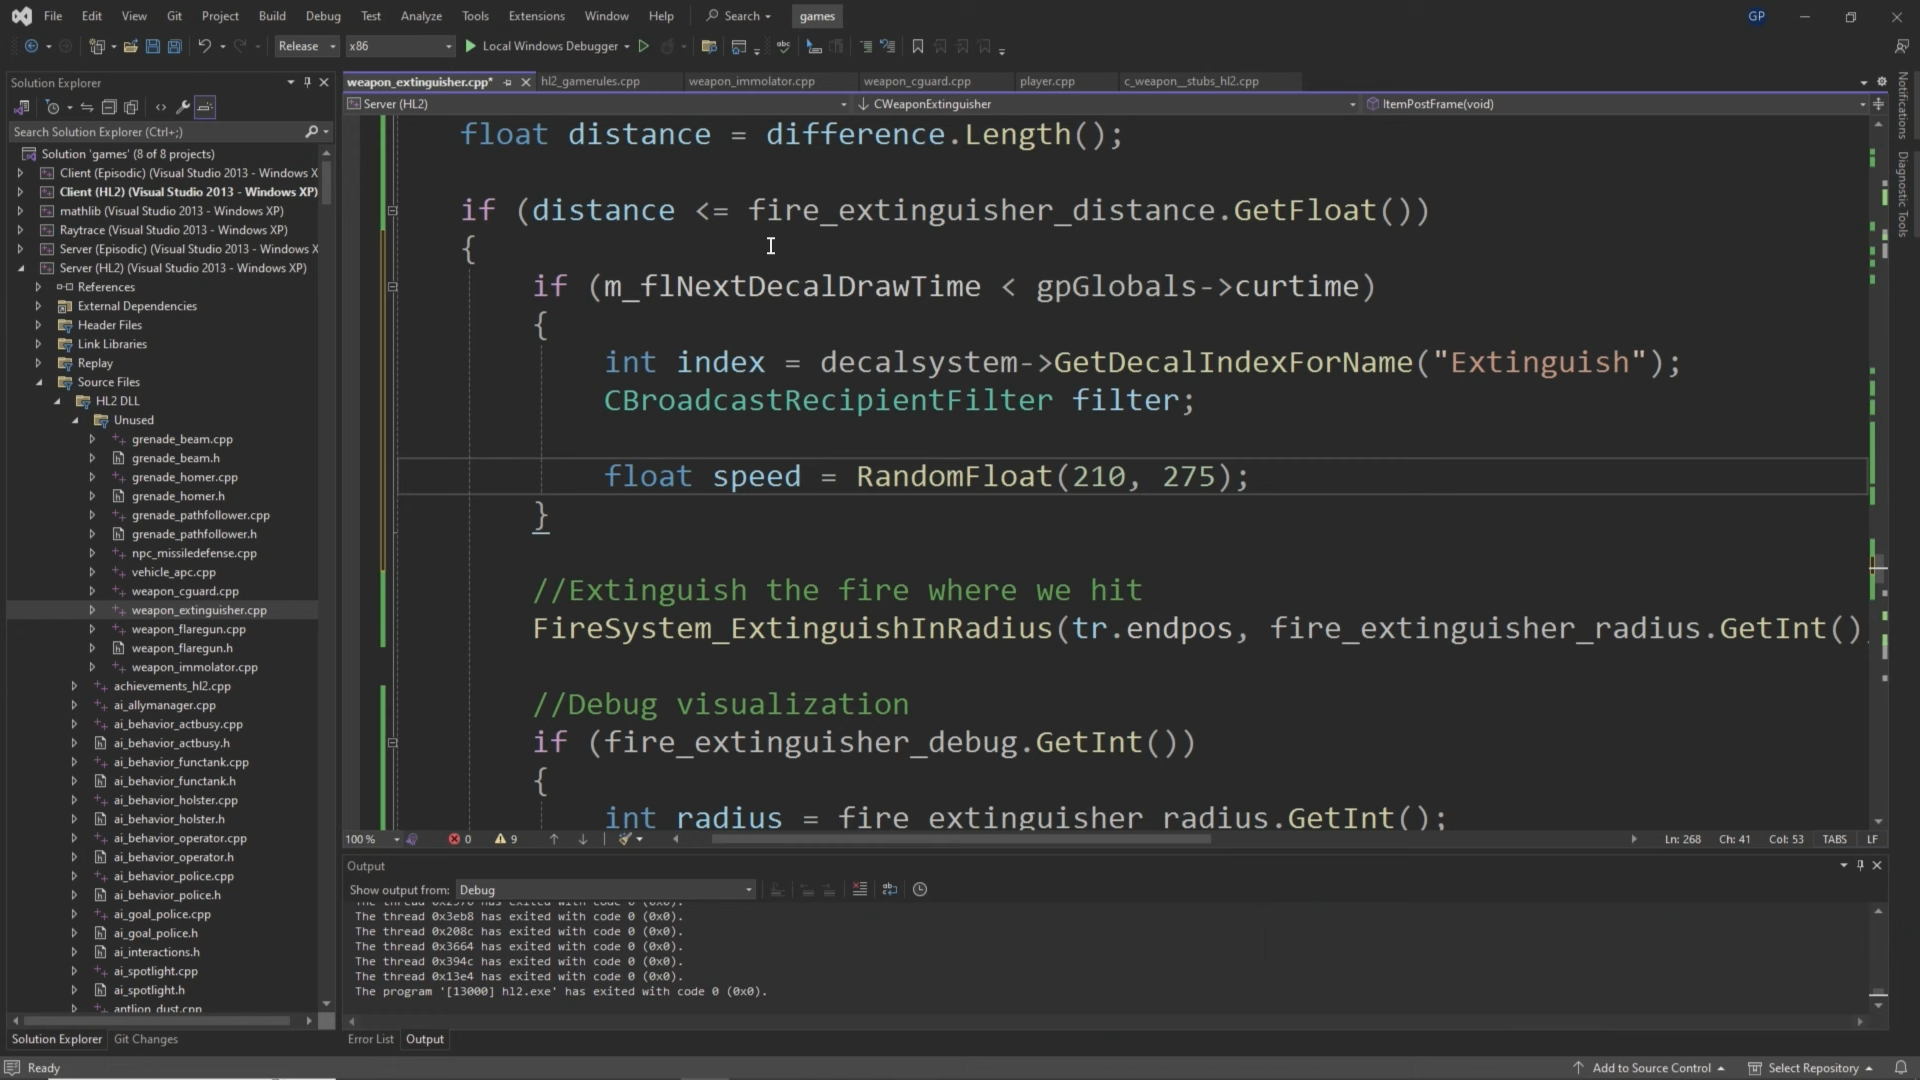 File Edit View Git Project Build Debug Test Analyze Tools Extensions Window Help Search games GP
Release x86 Local Windows Debugger
Solution Explorer
Search Solution Explorer (Ctrl+;)
Solution 'games' (8 of 8 projects)
Client (Episodic) (Visual Studio 2013 - Windows X
Client (HL2) (Visual Studio 2013 - Windows XP)
mathlib (Visual Studio 2013 - Windows XP)
Raytrace (Visual Studio 2013 - Windows XP)
Server (Episodic) (Visual Studio 2013 - Windows X
Server (HL2) (Visual Studio 2013 - Windows XP)
References
External Dependencies
Header Files
Link Libraries
Replay
Source Files
HL2 DLL
Unused
grenade_beam.cpp
grenade_beam.h
grenade_homer.cpp
grenade_homer.h
grenade_pathfollower.cpp
grenade_pathfollower.h
npc_missiledefense.cpp
vehicle_apc.cpp
weapon_cguard.cpp
weapon_extinguisher.cpp
weapon_flaregun.cpp
weapon_flaregun.h
weapon_immolator.cpp
achievements_hl2.cpp
ai_allymanager.cpp
ai_behavior_actbusy.cpp
ai_behavior_actbusy.h
ai_behavior_functank.cpp
ai_behavior_functank.h
ai_behavior_holster.cpp
ai_behavior_holster.h
ai_behavior_operator.cpp
ai_behavior_operator.h
ai_behavior_police.cpp
ai_behavior_police.h
ai_goal_police.cpp
ai_goal_police.h
ai_interactions.h
ai_spotlight.cpp
ai_spotlight.h
antlion_dust.cpp
Solution Explorer Git Changes
weapon_extinguisher.cpp* hl2_gamerules.cpp weapon_immolator.cpp weapon_cguard.cpp player.cpp c_weapon__stubs_hl2.cpp
Server (HL2) CWeaponExtinguisher ItemPostFrame(void)
float distance = difference.Length();
if (distance <= fire_extinguisher_distance.GetFloat())
{
if (m_flNextDecalDrawTime < gpGlobals->curtime)
{
int index = decalsystem->GetDecalIndexForName("Extinguish");
CBroadcastRecipientFilter filter;
float speed = RandomFloat(210, 275);
}
//Extinguish the fire where we hit
FireSystem_ExtinguishInRadius(tr.endpos, fire_extinguisher_radius.GetInt()
//Debug visualization
if (fire_extinguisher_debug.GetInt())
{
int radius = fire_extinguisher_radius.GetInt();
100 % 0 9 Ln: 268 Ch: 41 Col: 53 TABS LF
Output
Show output from: Debug
The thread 0x3eb8 has exited with code 0 (0x0).
The thread 0x208c has exited with code 0 (0x0).
The thread 0x3664 has exited with code 0 (0x0).
The thread 0x394c has exited with code 0 (0x0).
The thread 0x13e4 has exited with code 0 (0x0).
The program '[13000] hl2.exe' has exited with code 0 (0x0).
Error List Output
Notifications
Diagnostic Tools
Ready Add to Source Control Select Repository